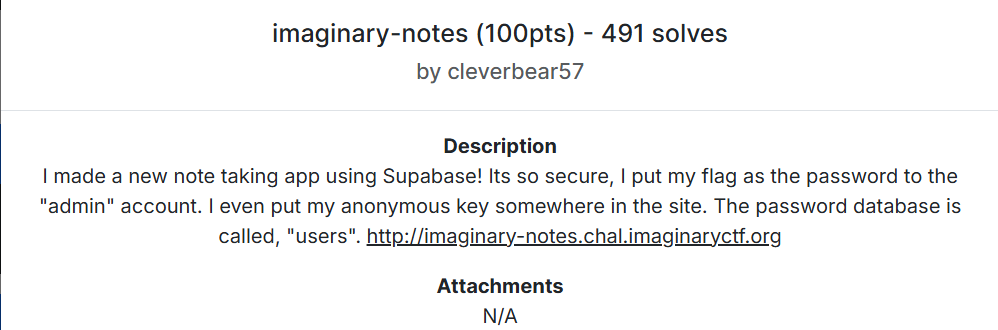 imaginary-notes (100pts) - 491 solves
by cleverbear57
Description
I made a new note taking app using Supabase! Its so secure, I put my flag as the password to the
"admin" account. I even put my anonymous key somewhere in the site. The password database is
called, "users". http://imaginary-notes.chal.imaginaryctf.org
Attachments
N/A